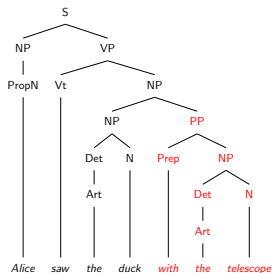 S
NP VP
PropN Vt NP
NP PP
Det N Prep NP
Art Det N
Art
Alice saw the duck with the telescope